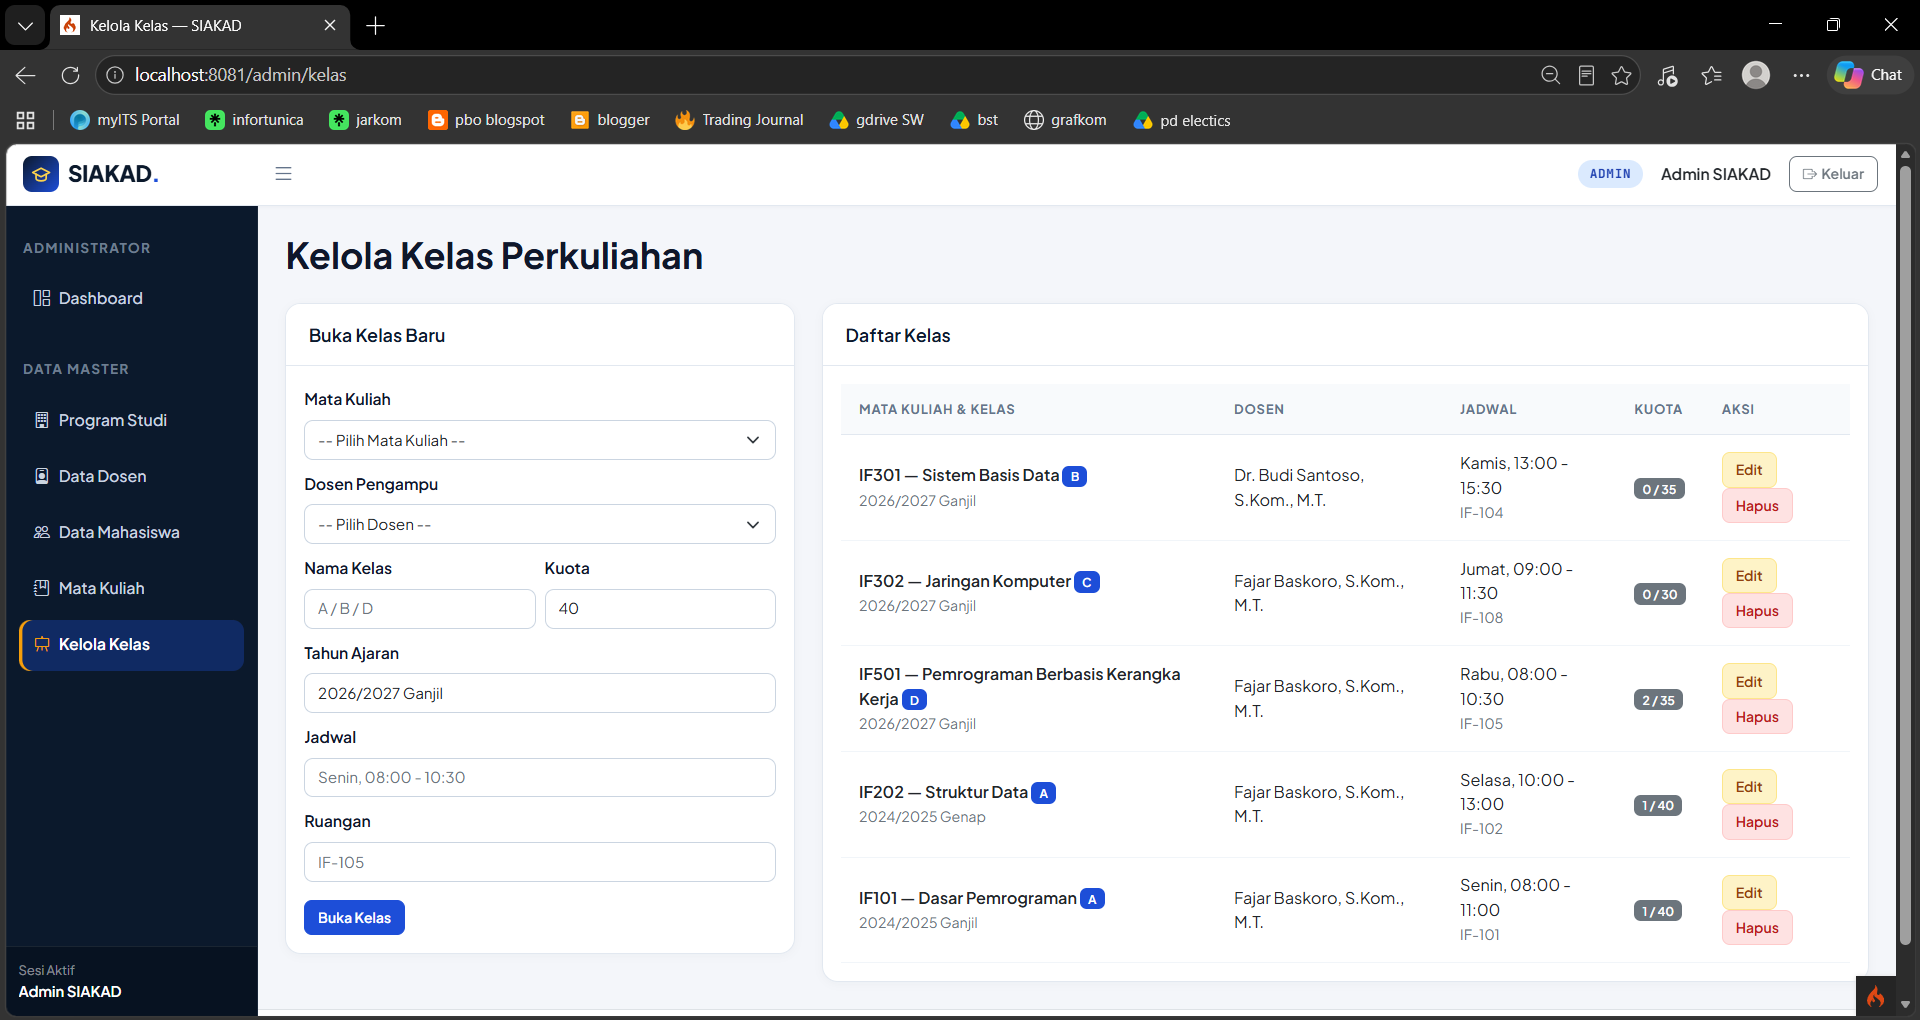 Kelola Kelas — SIAKAD
localhost:8081/admin/kelas
Chat
myITS Portal
infortunica
jarkom
pbo blogspot
blogger
Trading Journal
gdrive SW
bst
grafkom
pd electics
SIAKAD.
ADMIN
Admin SIAKAD
Keluar
ADMINISTRATOR
Dashboard
DATA MASTER
Program Studi
Data Dosen
Data Mahasiswa
Mata Kuliah
Kelola Kelas
Sesi Aktif
Admin SIAKAD
Kelola Kelas Perkuliahan
Buka Kelas Baru
Mata Kuliah
-- Pilih Mata Kuliah --
Dosen Pengampu
-- Pilih Dosen --
Nama Kelas
Kuota
A / B / D
40
Tahun Ajaran
2026/2027 Ganjil
Jadwal
Senin, 08:00 - 10:30
Ruangan
IF-105
Buka Kelas
Daftar Kelas
MATA KULIAH & KELAS
DOSEN
JADWAL
KUOTA
AKSI
IF301 — Sistem Basis Data B
2026/2027 Ganjil
Dr. Budi Santoso,
S.Kom., M.T.
Kamis, 13:00 -
15:30
IF-104
0 / 35
Edit
Hapus
IF302 — Jaringan Komputer C
2026/2027 Ganjil
Fajar Baskoro, S.Kom.,
M.T.
Jumat, 09:00 -
11:30
IF-108
0 / 30
Edit
Hapus
IF501 — Pemrograman Berbasis Kerangka
Kerja D
2026/2027 Ganjil
Fajar Baskoro, S.Kom.,
M.T.
Rabu, 08:00 -
10:30
IF-105
2 / 35
Edit
Hapus
IF202 — Struktur Data A
2024/2025 Genap
Fajar Baskoro, S.Kom.,
M.T.
Selasa, 10:00 -
13:00
IF-102
1 / 40
Edit
Hapus
IF101 — Dasar Pemrograman A
2024/2025 Ganjil
Fajar Baskoro, S.Kom.,
M.T.
Senin, 08:00 -
11:00
IF-101
1 / 40
Edit
Hapus